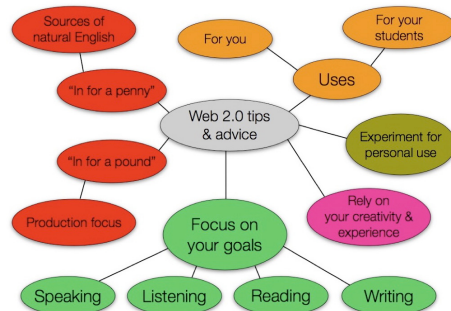 Sources of
natural English
For you
For your
students
"In for a penny"
Uses
Web 2.0 tips
& advice
Experiment for
personal use
"In for a pound"
Rely on
your creativity &
experience
Production focus
Focus on
your goals
Speaking
Listening
Reading
Writing